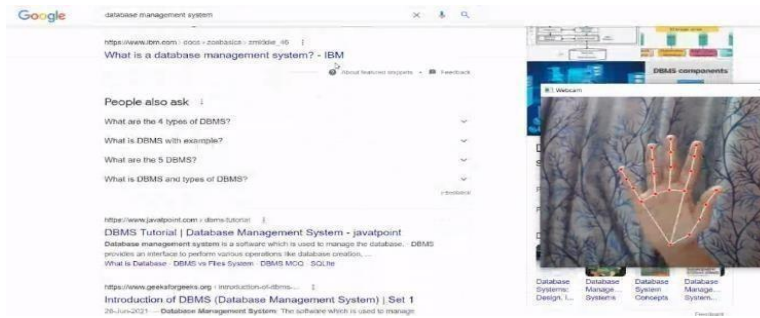 Google
database management system
https://www.ibm.com › docs › zosbasics
What is a database management system? - IBM
About featured snippets • Feedback
People also ask
What are the 4 types of DBMS?
What is DBMS with example?
What are the 5 DBMS?
What is DBMS and types of DBMS?
Feedback
https://www.javatpoint.com › dbms-tutorial
DBMS Tutorial | Database Management System - javatpoint
Database management system is a software which is used to manage the database. · DBMS
provides an interface to perform various operations like database creation, ...
What is Database · DBMS vs Files System · DBMS MCQ · SQLite
https://www.geeksforgeeks.org › introduction-of-dbms-...
Introduction of DBMS (Database Management System) | Set 1
28-Jun-2021 — Database Management System: The software which is used to manage
DBMS components
Webcam
Database Systems: Design, I...
Database Manage... Systems
Database System Concepts
Database Manage... System...
Feedback